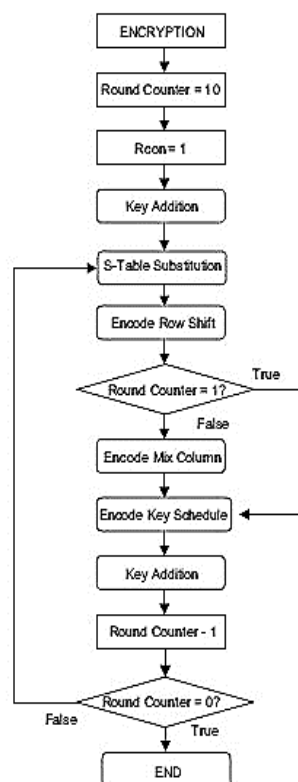 ENCRYPTION
Round Counter = 10
Rcon= 1
Key Addition
S-Table Substitution
Encode Row Shift
Round Counter = 1?
True
False
Encode Mix Column
Encode Key Schedule
Key Addition
Round Counter - 1
Round Counter = 0?
False
True
END